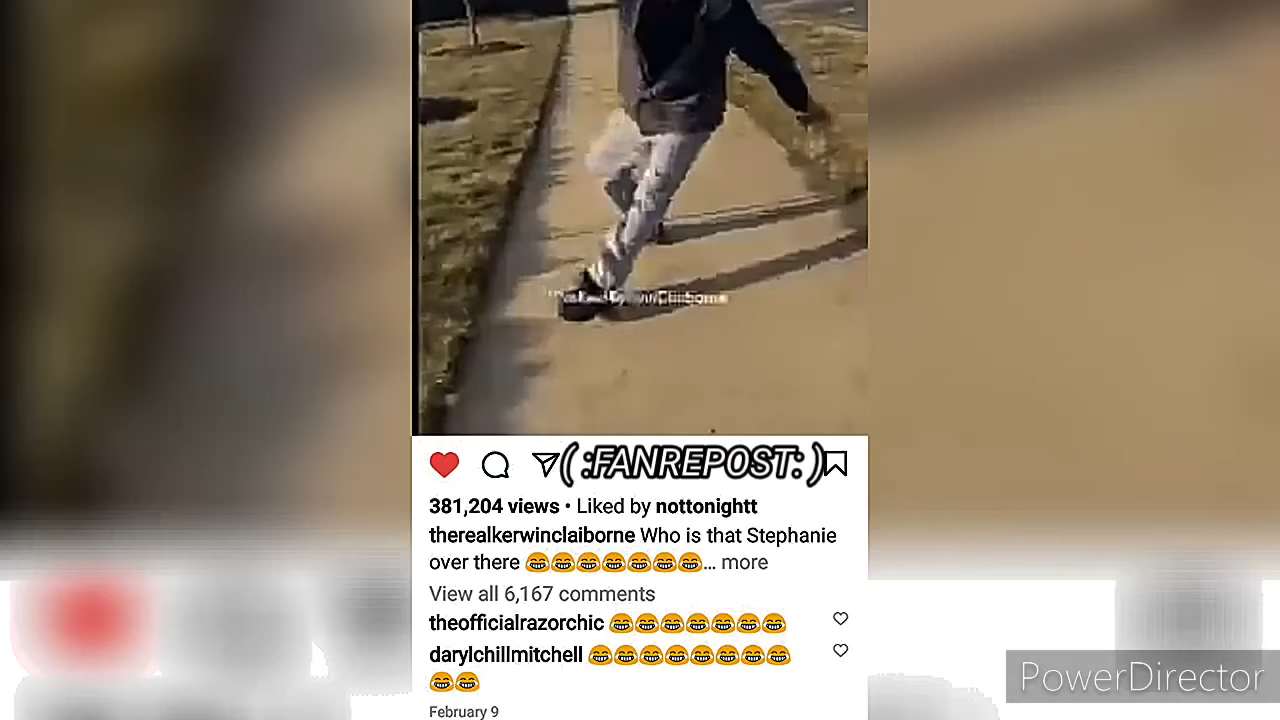 (:FANREPOST:)
381,204 views • Liked by nottonightt
therealkerwinclaiborne Who is that Stephanie
over there 😂😂😂😂😂😂😂... more
View all 6,167 comments
theofficialrazorchic 😂😂😂😂😂😂😂
darylchillmitchell 😂😂😂😂😂😂😂😂
😂😂
February 9
PowerDirector